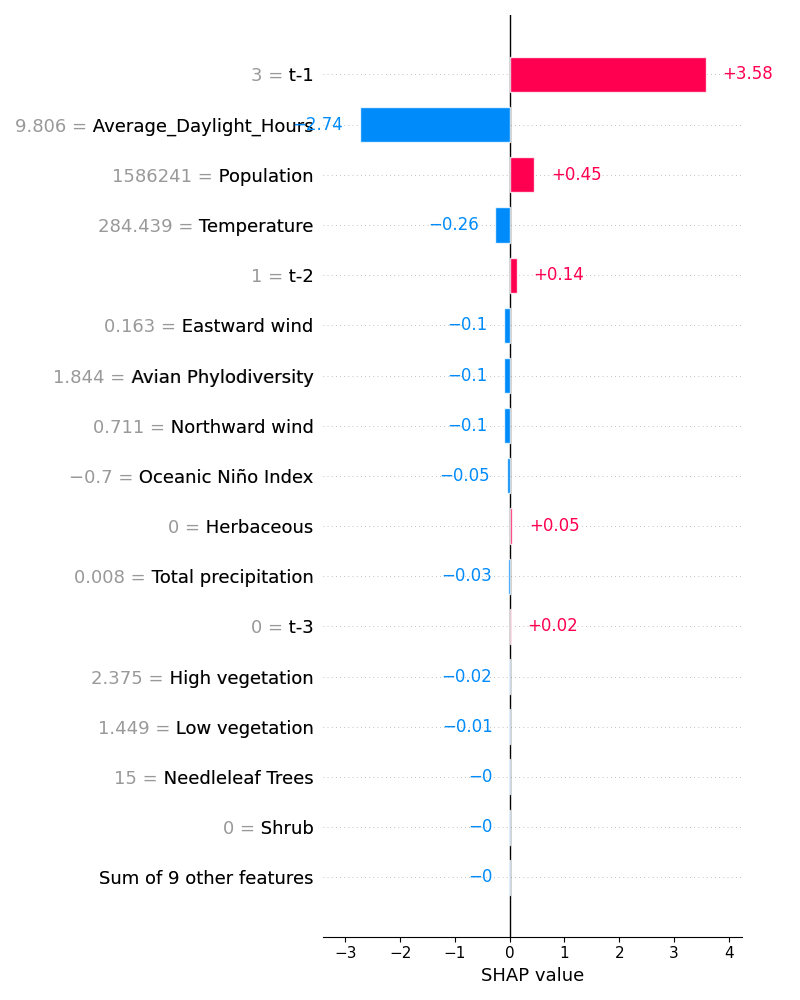 3 = t-1 +3.58
9.806 = Average_Daylight_Hours −2.74
1586241 = Population +0.45
284.439 = Temperature −0.26
1 = t-2 +0.14
0.163 = Eastward wind −0.1
1.844 = Avian Phylodiversity −0.1
0.711 = Northward wind −0.1
−0.7 = Oceanic Niño Index −0.05
0 = Herbaceous +0.05
0.008 = Total precipitation −0.03
0 = t-3 +0.02
2.375 = High vegetation −0.02
1.449 = Low vegetation −0.01
15 = Needleleaf Trees −0
0 = Shrub −0
Sum of 9 other features −0
−3 −2 −1 0 1 2 3 4
SHAP value